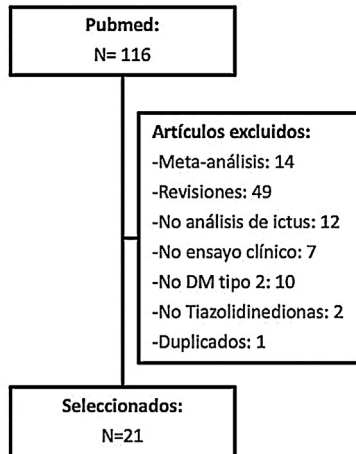 Pubmed:
N= 116
Artículos excluidos:
-Meta-análisis: 14
-Revisiones: 49
-No análisis de ictus: 12
-No ensayo clínico: 7
-No DM tipo 2: 10
-No Tiazolidinedionas: 2
-Duplicados: 1
Seleccionados:
N=21